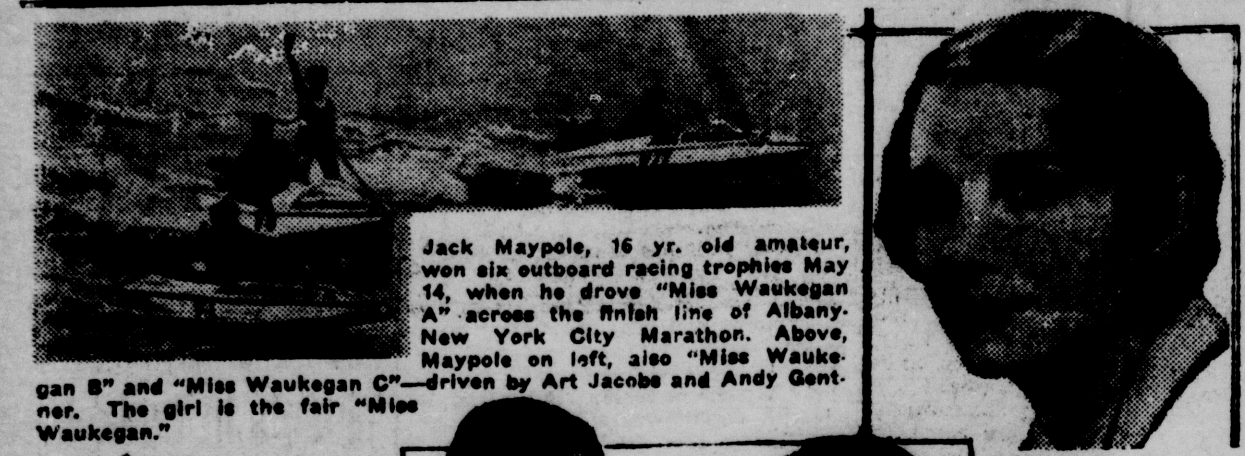 Jack Maypole, 16 yr. old amateur,
won six outboard racing trophies May
14, when he drove "Miss Waukegan
A" across the finish line of Albany-
New York City Marathon. Above,
Maypole on left, also "Miss Wauke-
gan B" and "Miss Waukegan C"—driven by Art Jacobs and Andy Gent-
ner. The girl is the fair "Miss
Waukegan."